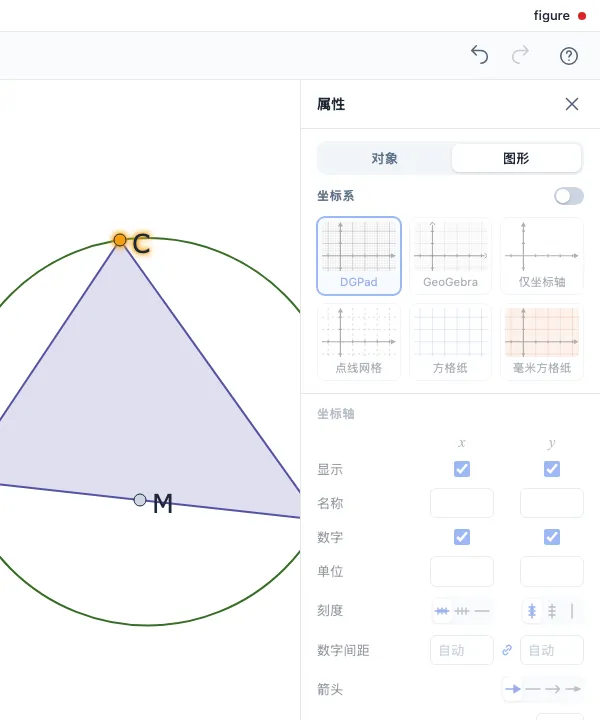 figure
属性
对象
图形
坐标系
DGPad
GeoGebra
仅坐标轴
点线网格
方格纸
毫米方格纸
坐标轴
x y
显示
名称
数字
单位
刻度
数字间距 自动 自动
箭头
C
M